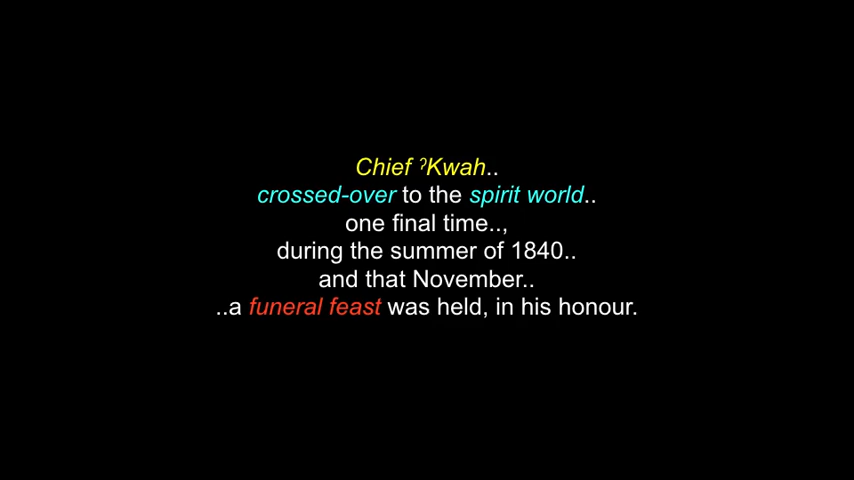 Chief ˀKwah..
crossed-over to the spirit world..
one final time..,
during the summer of 1840..
and that November..
..a funeral feast was held, in his honour.